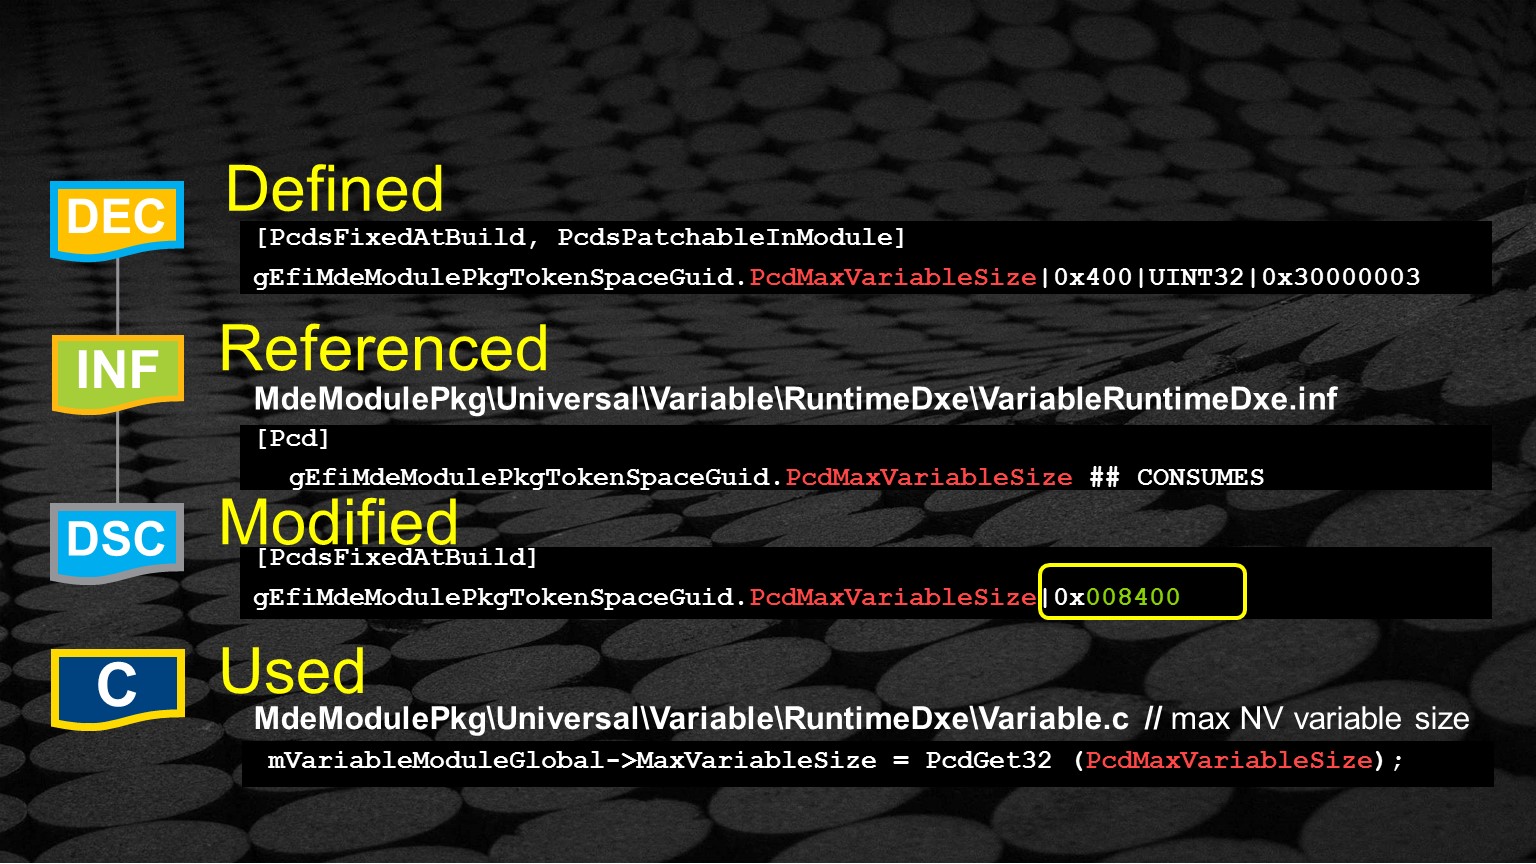 DEC
Defined
[PcdsFixedAtBuild, PcdsPatchableInModule]
gEfiMdeModulePkgTokenSpaceGuid.PcdMaxVariableSize|0x400|UINT32|0x30000003
INF
Referenced
MdeModulePkg\Universal\Variable\RuntimeDxe\VariableRuntimeDxe.inf
[Pcd]
gEfiMdeModulePkgTokenSpaceGuid.PcdMaxVariableSize ## CONSUMES
DSC
Modified
[PcdsFixedAtBuild]
gEfiMdeModulePkgTokenSpaceGuid.PcdMaxVariableSize|0x008400
C
Used
MdeModulePkg\Universal\Variable\RuntimeDxe\Variable.c // max NV variable size
mVariableModuleGlobal->MaxVariableSize = PcdGet32 (PcdMaxVariableSize);